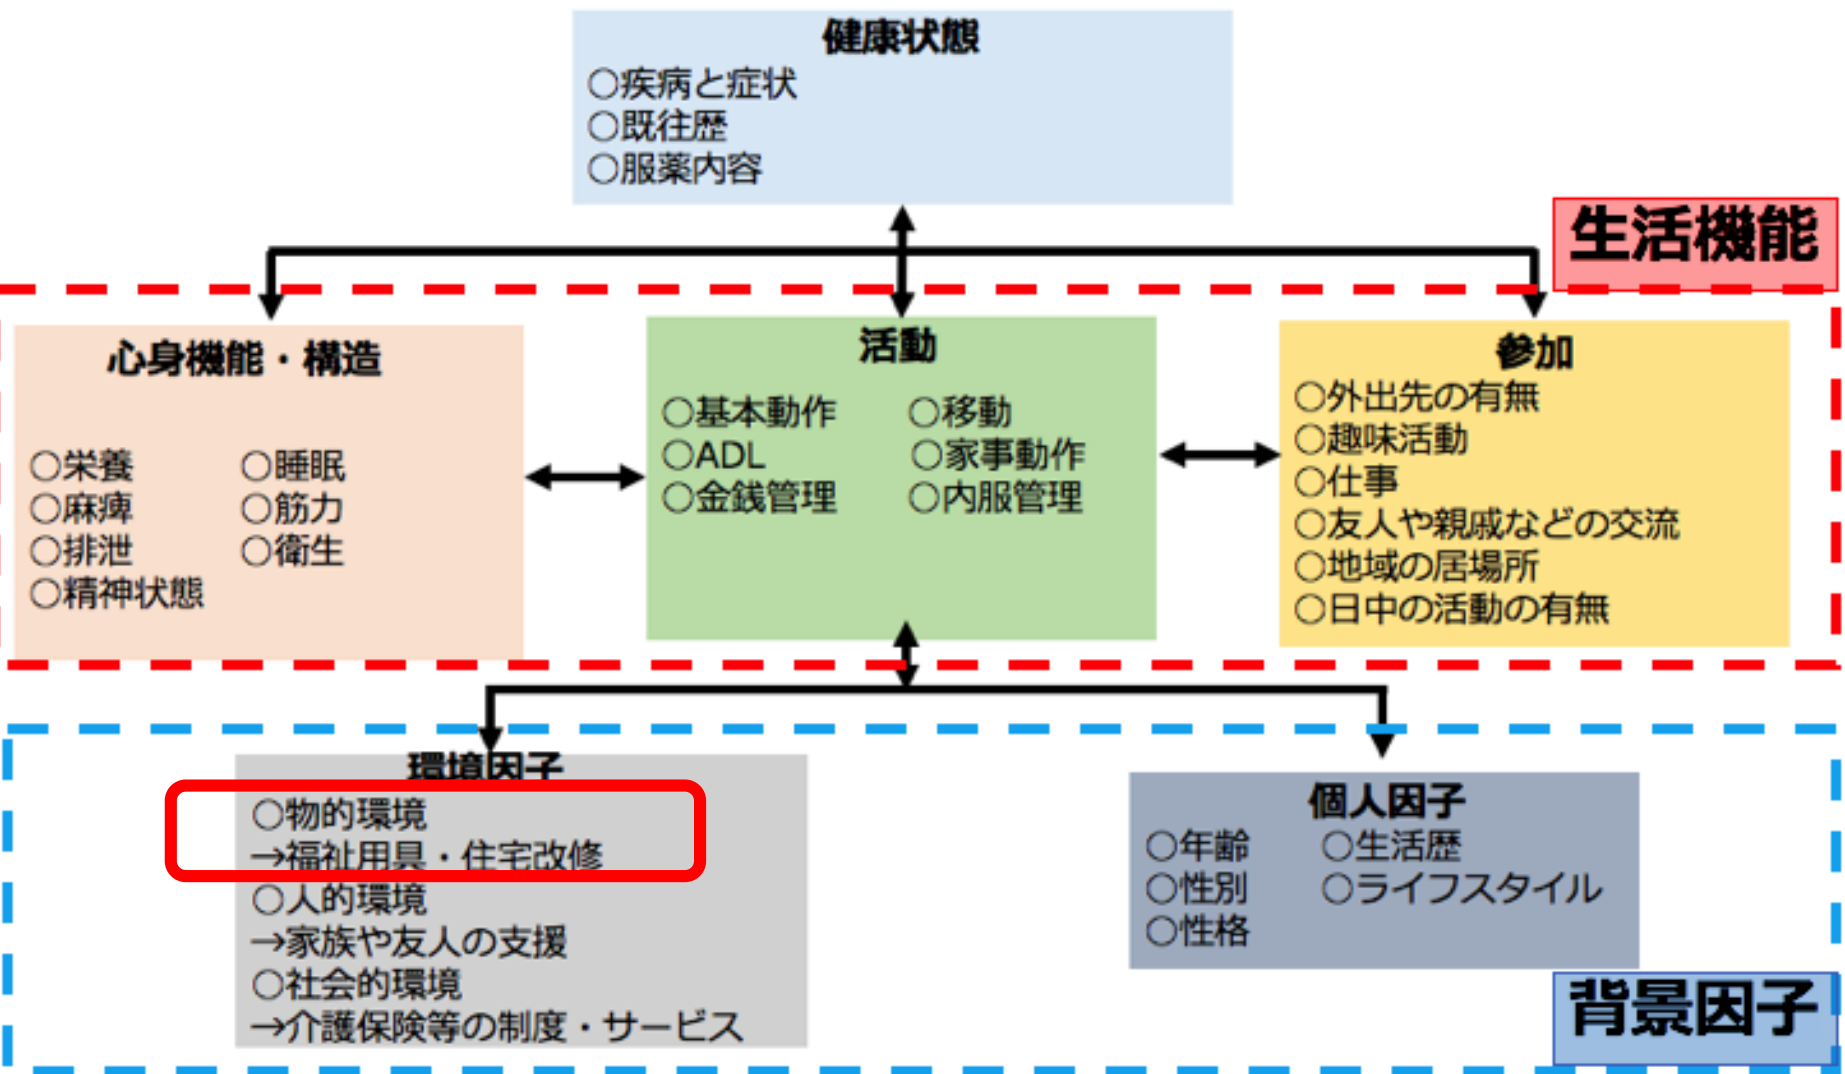 健康状態
○疾病と症状
○既往歴
○服薬内容
生活機能
心身機能・構造
○栄養 ○睡眠
○麻痺 ○筋力
○排泄 ○衛生
○精神状態
活動
○基本動作 ○移動
○ADL ○家事動作
○金銭管理 ○内服管理
参加
○外出先の有無
○趣味活動
○仕事
○友人や親戚などの交流
○地域の居場所
○日中の活動の有無
環境因子
○物的環境
→福祉用具・住宅改修
○人的環境
→家族や友人の支援
○社会的環境
→介護保険等の制度・サービス
個人因子
○年齢 ○生活歴
○性別 ○ライフスタイル
○性格
背景因子